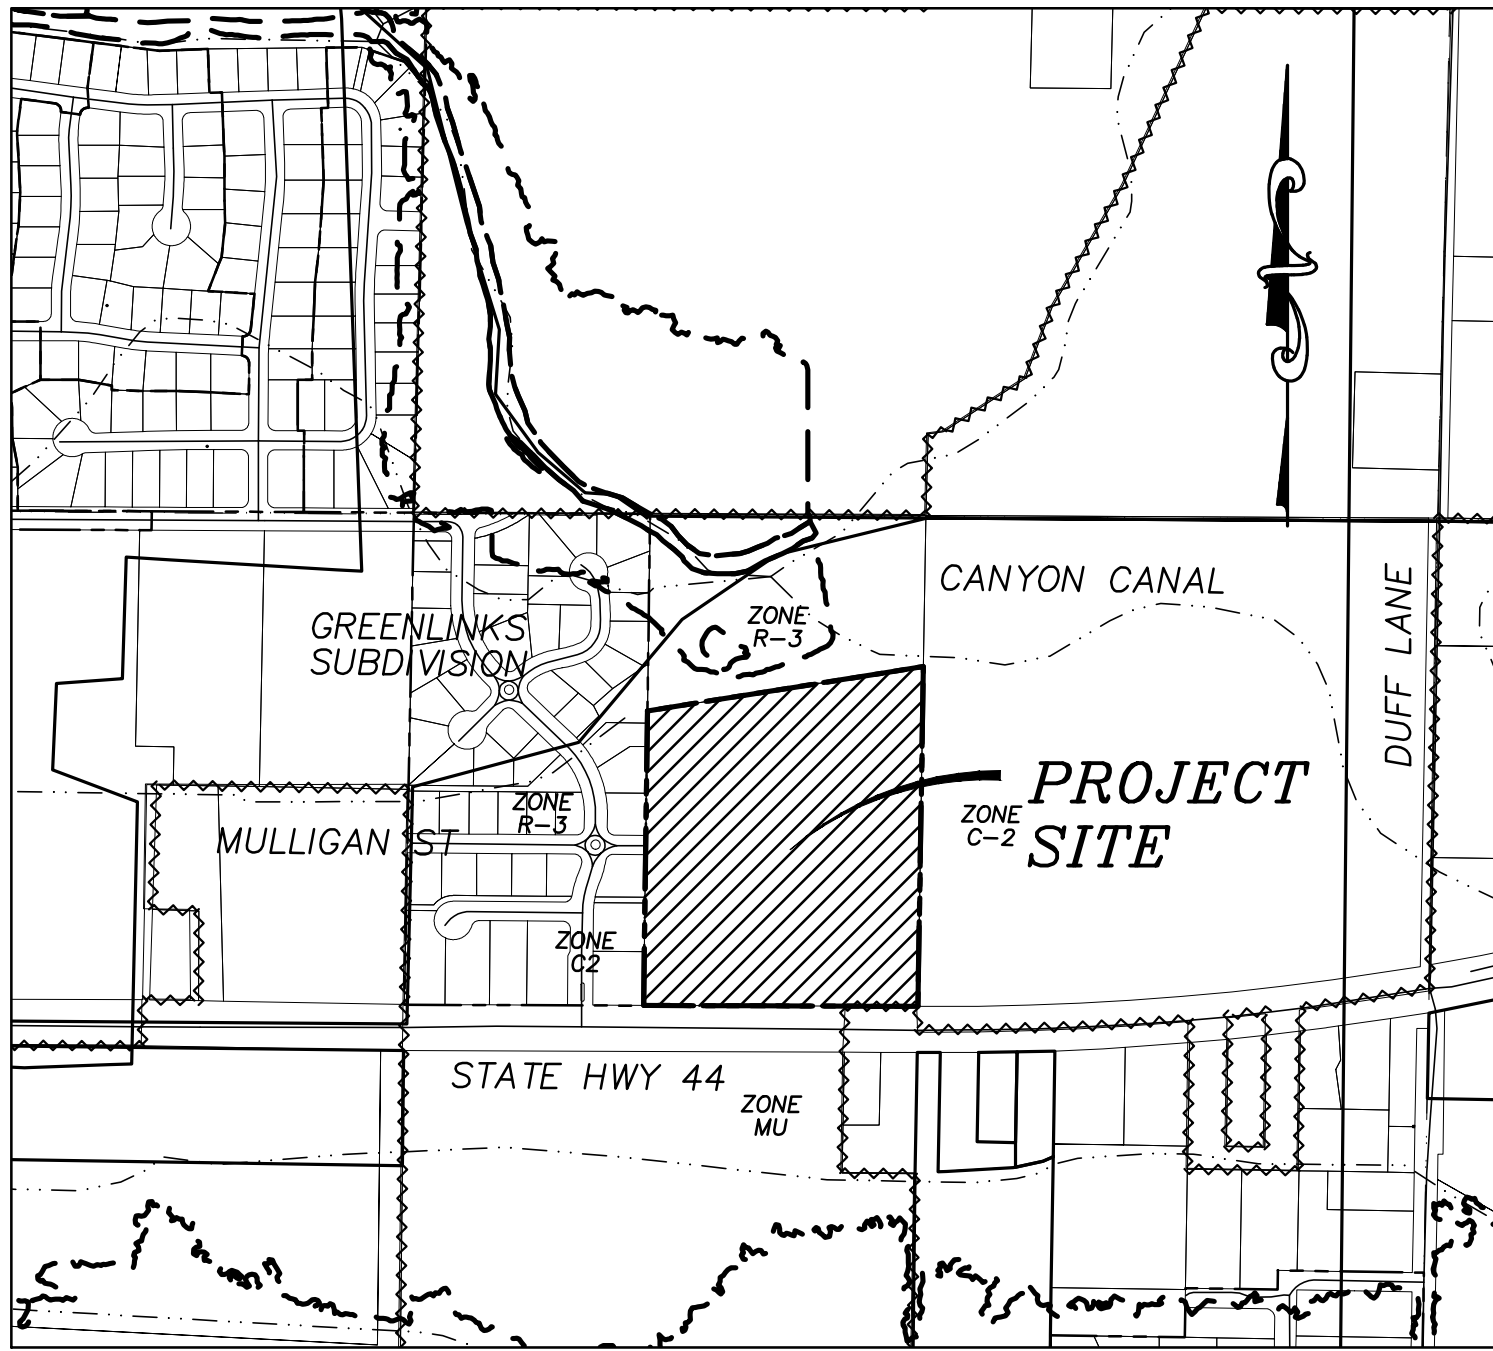 CANYON CANAL
DUFF LANE
GREENLINKS
SUBDIVISION
ZONE
R-3
PROJECT
SITE
ZONE
C-2
ZONE
R-3
MULLIGAN ST
ZONE
C2
STATE HWY 44
ZONE
MU